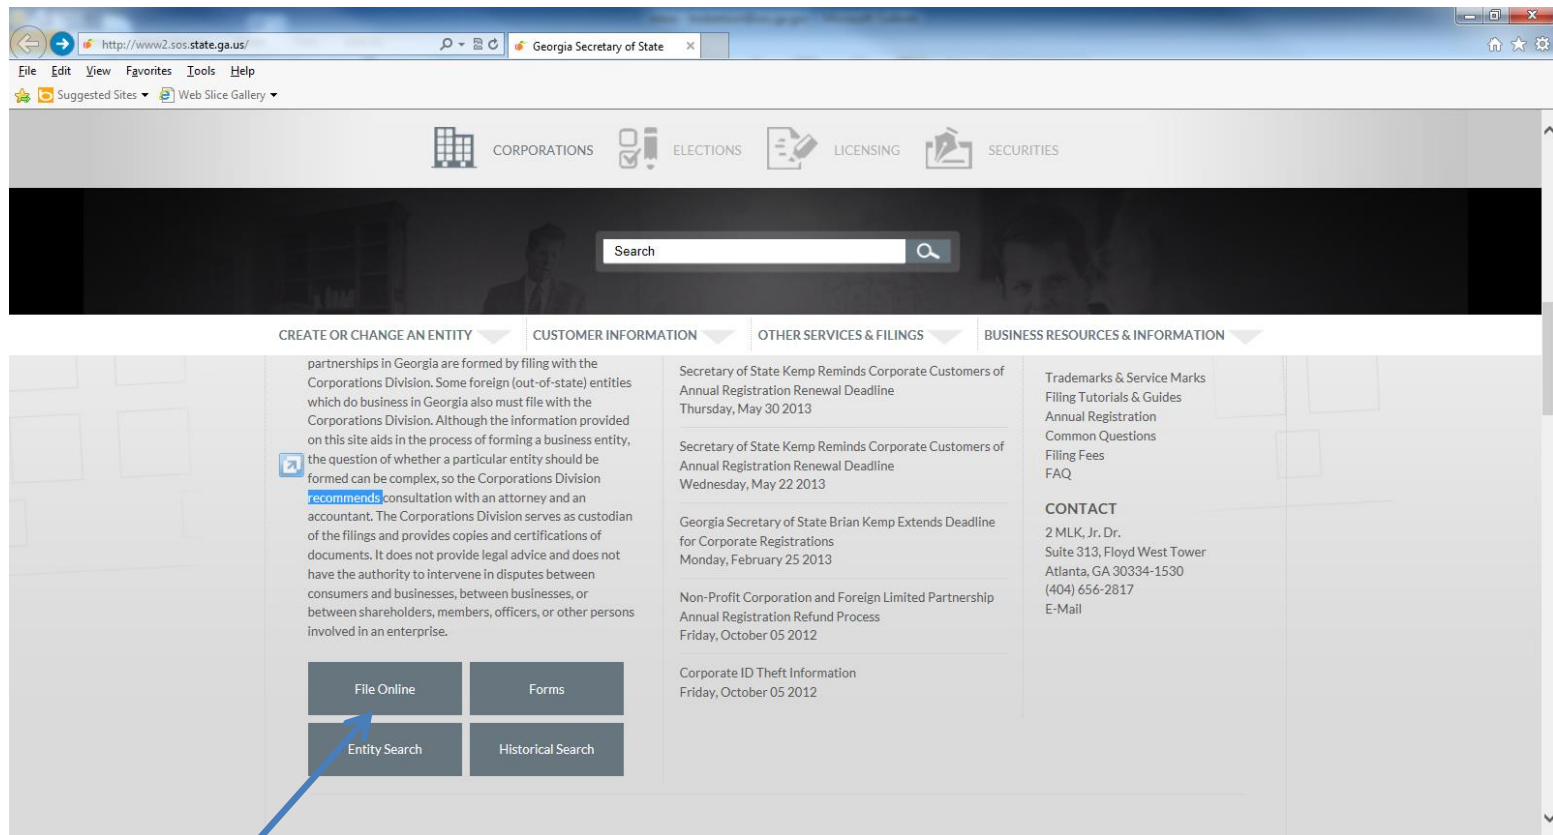 http://www2.sos.state.ga.us/
Georgia Secretary of State
File Edit View Favorites Tools Help
Suggested Sites Web Slice Gallery
CORPORATIONS
ELECTIONS
LICENSING
SECURITIES
Search
CREATE OR CHANGE AN ENTITY
CUSTOMER INFORMATION
OTHER SERVICES & FILINGS
BUSINESS RESOURCES & INFORMATION
partnerships in Georgia are formed by filing with the
Corporations Division. Some foreign (out-of-state) entities
which do business in Georgia also must file with the
Corporations Division. Although the information provided
on this site aids in the process of forming a business entity,
the question of whether a particular entity should be
formed can be complex, so the Corporations Division
recommends consultation with an attorney and an
accountant. The Corporations Division serves as custodian
of the filings and provides copies and certifications of
documents. It does not provide legal advice and does not
have the authority to intervene in disputes between
consumers and businesses, between businesses, or
between shareholders, members, officers, or other persons
involved in an enterprise.
File Online
Forms
Entity Search
Historical Search
Secretary of State Kemp Reminds Corporate Customers of
Annual Registration Renewal Deadline
Thursday, May 30 2013
Secretary of State Kemp Reminds Corporate Customers of
Annual Registration Renewal Deadline
Wednesday, May 22 2013
Georgia Secretary of State Brian Kemp Extends Deadline
for Corporate Registrations
Monday, February 25 2013
Non-Profit Corporation and Foreign Limited Partnership
Annual Registration Refund Process
Friday, October 05 2012
Corporate ID Theft Information
Friday, October 05 2012
Trademarks & Service Marks
Filing Tutorials & Guides
Annual Registration
Common Questions
Filing Fees
FAQ
CONTACT
2 MLK, Jr. Dr.
Suite 313, Floyd West Tower
Atlanta, GA 30334-1530
(404) 656-2817
E-Mail